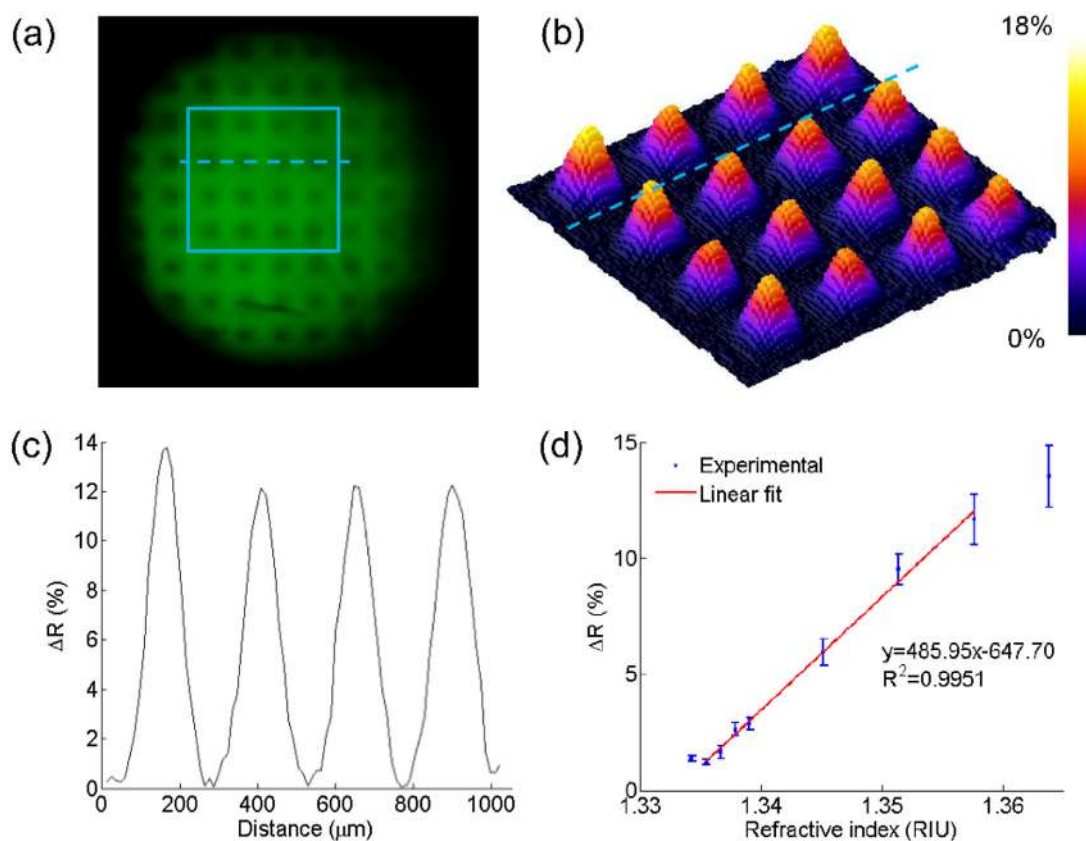 (a)
(b)
18%
0%
(c)
14
12
10
8
6
4
2
0
ΔR (%)
0
200
400
600
800
1000
Distance (μm)
(d)
15
10
5
0
ΔR (%)
Experimental
Linear fit
y=485.95x-647.70
R²=0.9951
1.33
1.34
1.35
1.36
Refractive index (RIU)